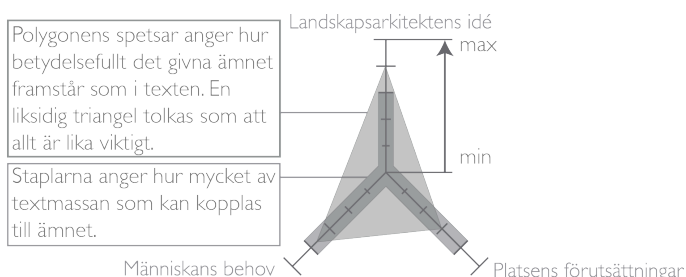 Landskapsarkitektens idé
Polygonens spetsar anger hur
betydelsefullt det givna ämnet
framstår som i texten. En
liksidig triangel tolkas som att
allt är lika viktigt.
max
min
Staplarna anger hur mycket av
textmassan som kan kopplas
till ämnet.
Människans behov
Platsens förutsättningar